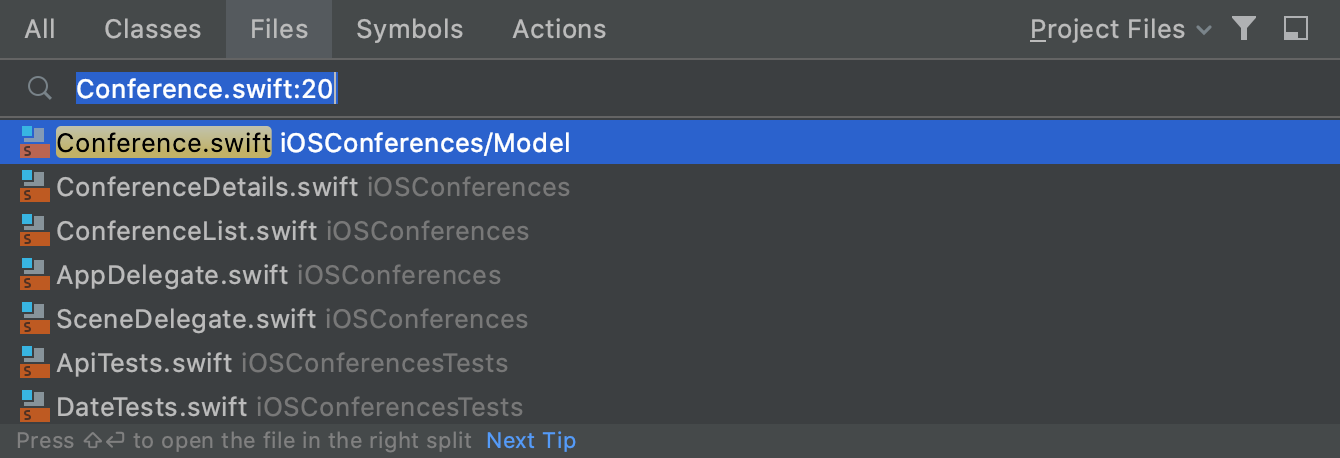 All Classes Files Symbols Actions Project Files
Conference.swift:20
Conference.swift iOSConferences/Model
ConferenceDetails.swift iOSConferences
ConferenceList.swift iOSConferences
AppDelegate.swift iOSConferences
SceneDelegate.swift iOSConferences
ApiTests.swift iOSConferencesTests
DateTests.swift iOSConferencesTests
Press ⇧⏎ to open the file in the right split Next Tip